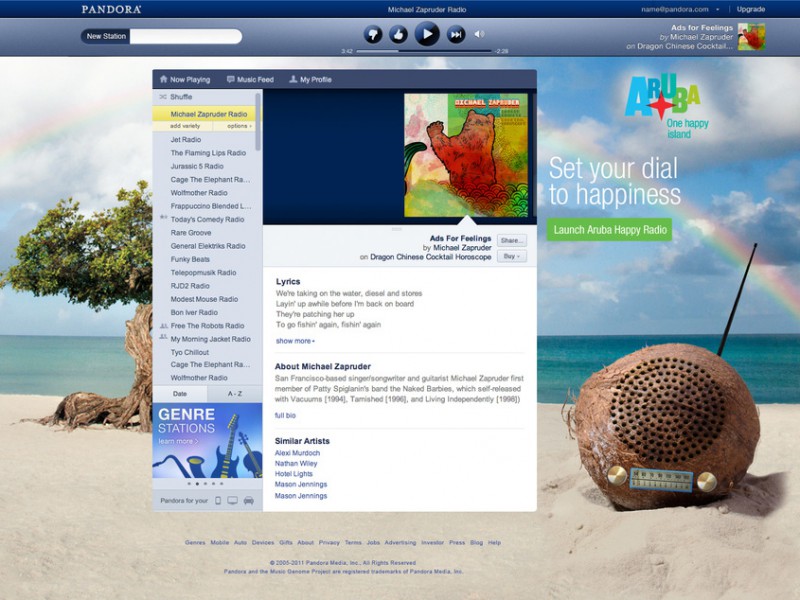 PANDORA
Michael Zapruder Radio
name@pandora.com
Upgrade
New Station
3:42
-2:28
Ads for Feelings
by Michael Zapruder
on Dragon Chinese Cocktail...
Now Playing
Music Feed
My Profile
Shuffle
Michael Zapruder Radio
add variety
options
Jet Radio
The Flaming Lips Radio
Jurassic 5 Radio
Cage The Elephant Ra...
Wolfmother Radio
Frappuccino Blended L...
Today's Comedy Radio
Rare Groove
General Elektriks Radio
Funky Beats
Telepopmusik Radio
RJD2 Radio
Modest Mouse Radio
Bon Iver Radio
Free The Robots Radio
My Morning Jacket Radio
Tyo Chillout
Cage The Elephant Ra...
Wolfmother Radio
Date
A - Z
GENRE
STATIONS
learn more
Pandora for your
MICHAEL ZAPRUDER
Ads For Feelings
by Michael Zapruder
on Dragon Chinese Cocktail Horoscope
Share...
Buy
Lyrics
We're taking on the water, diesel and stores
Layin' up awhile before I'm back on board
They're patching her up
To go fishin' again, fishin' again
show more
About Michael Zapruder
San Francisco-based singer/songwriter and guitarist Michael Zapruder first
member of Patty Spiglanin's band the Naked Barbies, which self-released
with Vacuums [1994], Tarnished [1996], and Living Independently [1998])
full bio
Similar Artists
Alexi Murdoch
Nathan Wiley
Hotel Lights
Mason Jennings
Mason Jennings
ARUBA
One happy
island
Set your dial
to happiness
Launch Aruba Happy Radio
Genres Mobile Auto Devices Gifts About Privacy Terms Jobs Advertising Investor Press Blog Help
© 2005-2011 Pandora Media, Inc., All Rights Reserved
Pandora and the Music Genome Project are registered trademarks of Pandora Media, Inc.